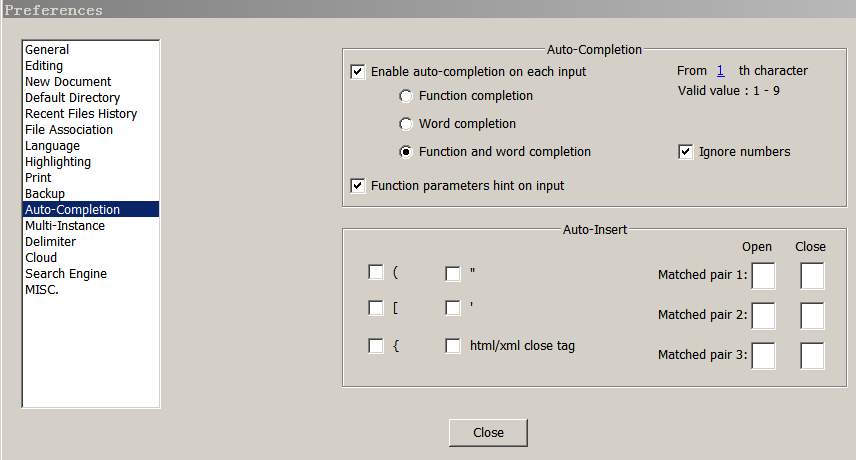 Preferences
General
Editing
New Document
Default Directory
Recent Files History
File Association
Language
Highlighting
Print
Backup
Auto-Completion
Multi-Instance
Delimiter
Cloud
Search Engine
MISC.
Auto-Completion
Enable auto-completion on each input
From 1 th character
Valid value : 1 - 9
Function completion
Word completion
Function and word completion
Ignore numbers
Function parameters hint on input
Auto-Insert
Open Close
( " Matched pair 1:
[ ' Matched pair 2:
{ html/xml close tag Matched pair 3:
Close